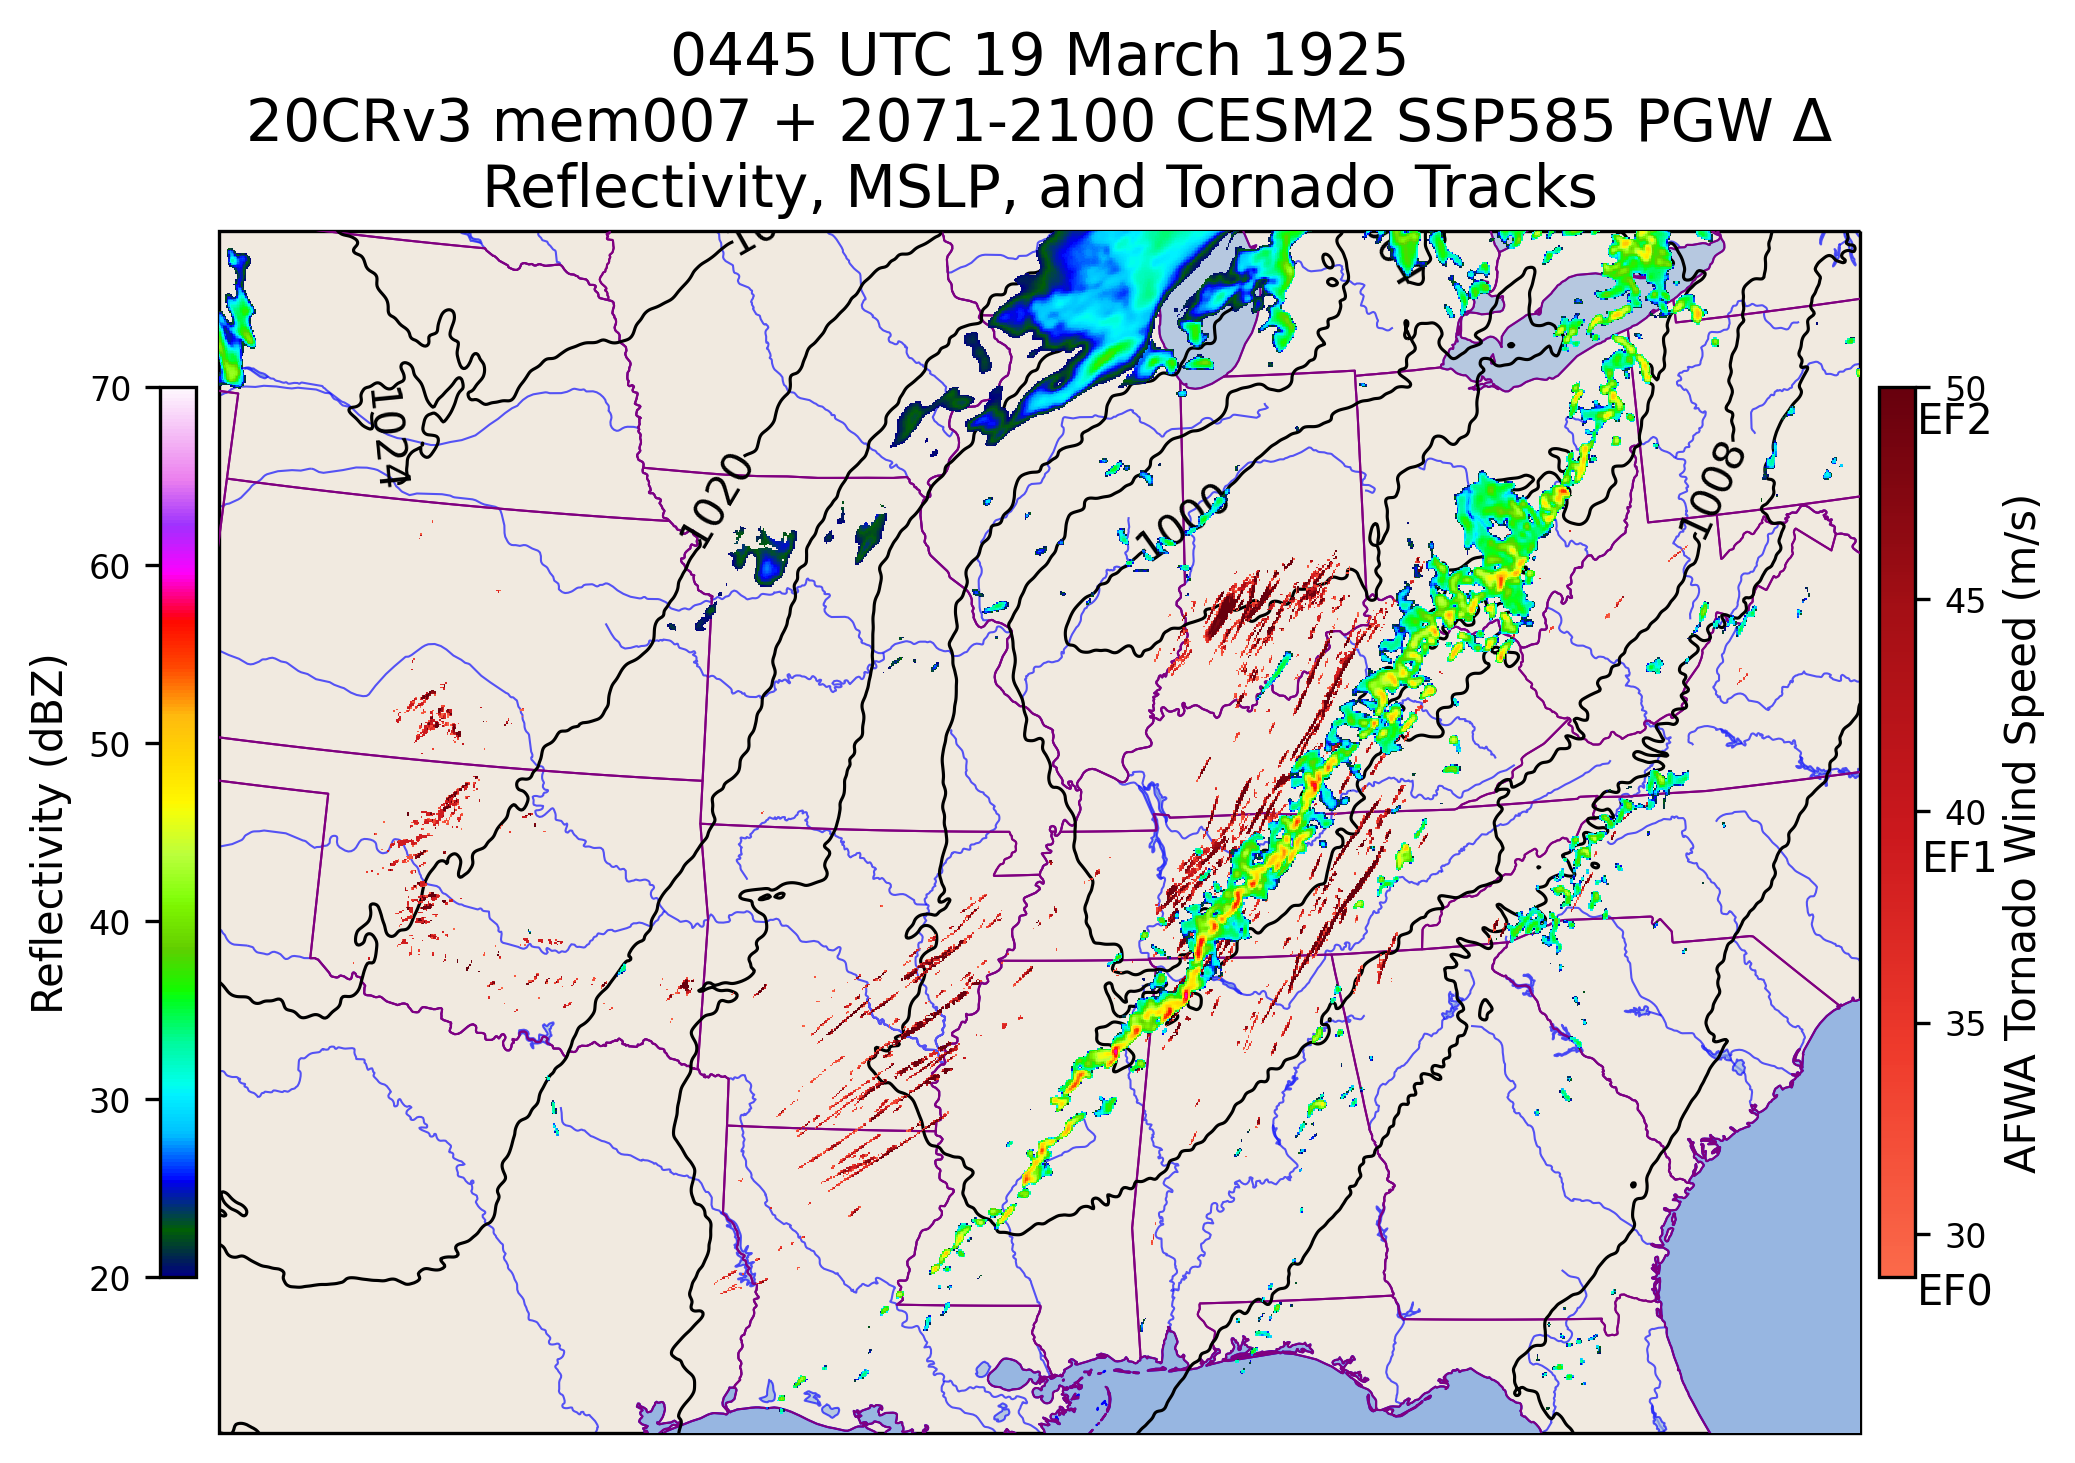 0445 UTC 19 March 1925
20CRv3 mem007 + 2071-2100 CESM2 SSP585 PGW Δ
Reflectivity, MSLP, and Tornado Tracks
70
60
50
40
30
20
Reflectivity (dBZ)
1024
1020
1000
1008
50
EF2
45
40
EF1
35
30
EF0
AFWA Tornado Wind Speed (m/s)